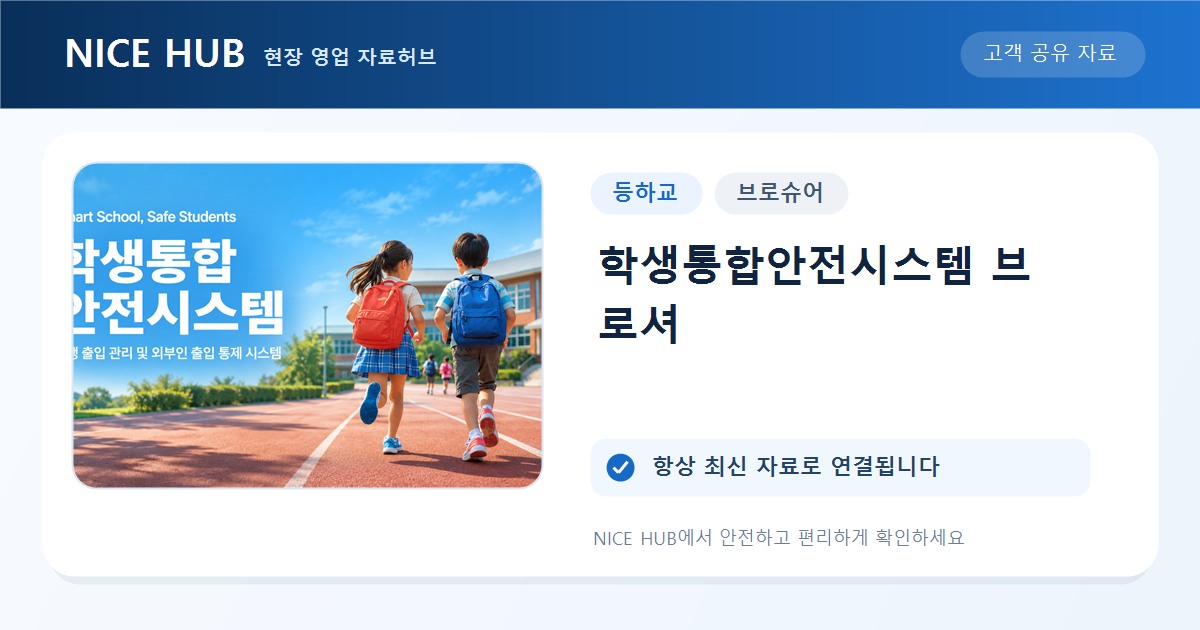 NICE HUB 현장 영업 자료허브
고객 공유 자료
Smart School, Safe Students
학생통합
안전시스템
출입 관리 및 외부인 출입 통제 시스템
등하교
브로슈어
학생통합안전시스템 브
로셔
항상 최신 자료로 연결됩니다
NICE HUB에서 안전하고 편리하게 확인하세요